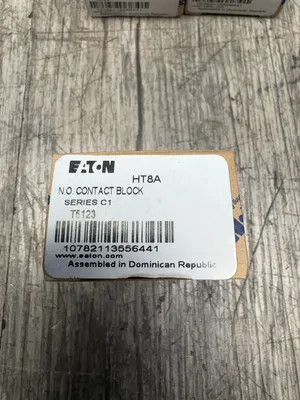 EATON HT8A
N.O. CONTACT BLOCK
SERIES C1
T5123
10782113556441
www.eaton.com
Assembled in Dominican Republic